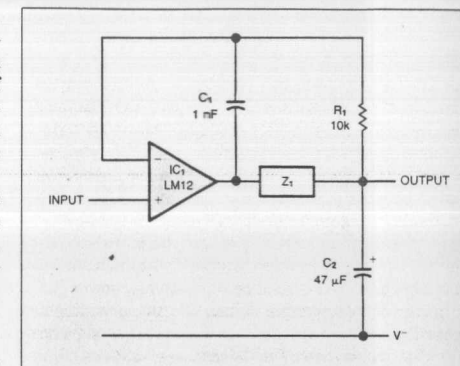 C1
1 nF
R1
10k
−
IC1
LM12
+
Z1
OUTPUT
INPUT
C2
47 µF
+
V−